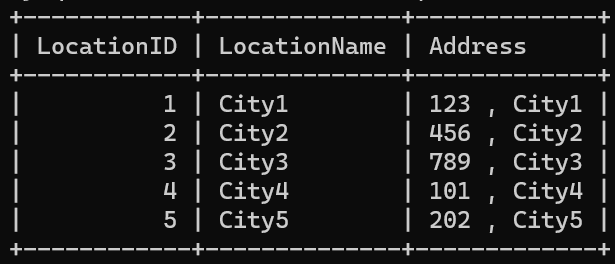 +------------+--------------+------------+
| LocationID | LocationName | Address    |
+------------+--------------+------------+
|          1 | City1        | 123 , City1 |
|          2 | City2        | 456 , City2 |
|          3 | City3        | 789 , City3 |
|          4 | City4        | 101 , City4 |
|          5 | City5        | 202 , City5 |
+------------+--------------+------------+